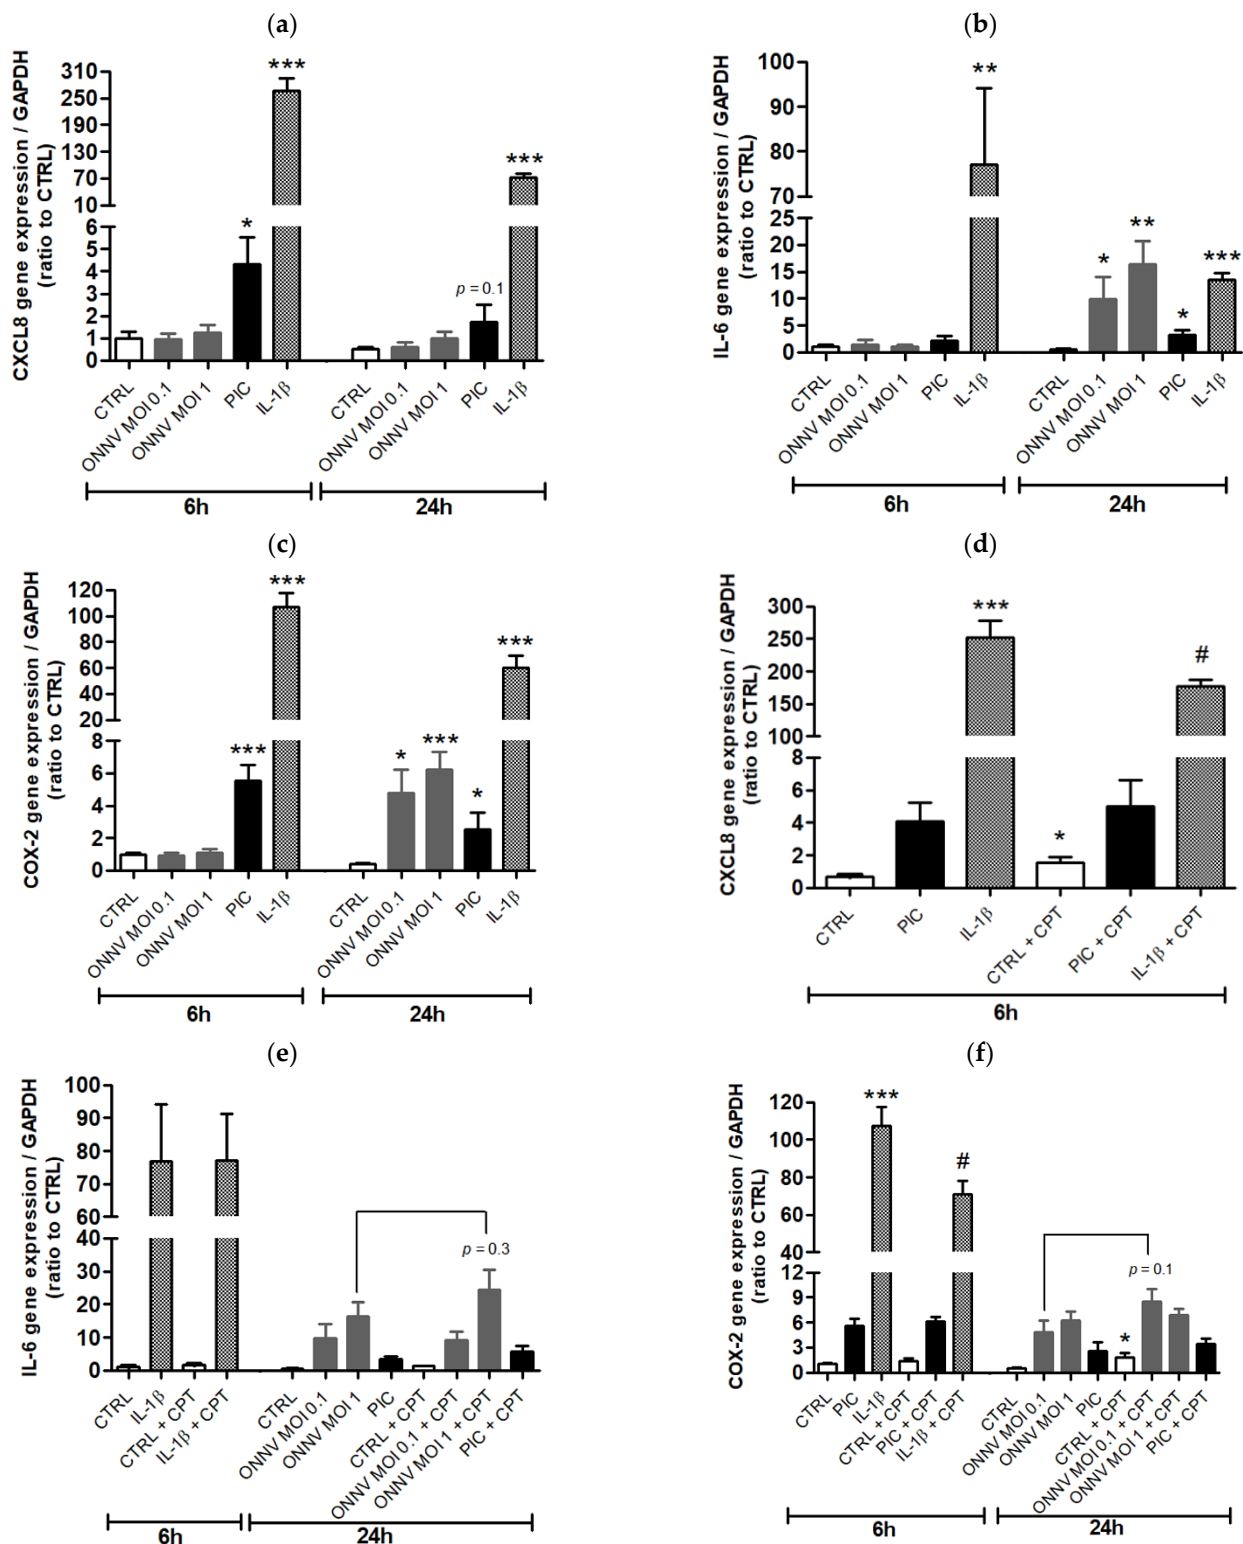 (a)
CXCL8 gene expression / GAPDH
(ratio to CTRL)
310
250
190
130
70
10
6
5
4
3
2
1
0
***
*
***
p = 0.1
CTRL
ONNV MOI 0.1
ONNV MOI 1
PIC
IL-1β
CTRL
ONNV MOI 0.1
ONNV MOI 1
PIC
IL-1β
6h
24h
(b)
IL-6 gene expression / GAPDH
(ratio to CTRL)
100
90
80
70
25
20
15
10
5
0
**
*
**
*
***
CTRL
ONNV MOI 0.1
ONNV MOI 1
PIC
IL-1β
CTRL
ONNV MOI 0.1
ONNV MOI 1
PIC
IL-1β
6h
24h
(c)
COX-2 gene expression / GAPDH
(ratio to CTRL)
120
100
80
60
40
20
8
6
4
2
0
***
***
*
***
*
***
CTRL
ONNV MOI 0.1
ONNV MOI 1
PIC
IL-1β
CTRL
ONNV MOI 0.1
ONNV MOI 1
PIC
IL-1β
6h
24h
(d)
CXCL8 gene expression / GAPDH
(ratio to CTRL)
300
250
200
150
100
8
6
4
2
0
***
*
#
CTRL
PIC
IL-1β
CTRL + CPT
PIC + CPT
IL-1β + CPT
6h
(e)
IL-6 gene expression / GAPDH
(ratio to CTRL)
100
90
80
70
60
40
30
20
10
0
p = 0.3
CTRL
IL-1β
CTRL + CPT
IL-1β + CPT
CTRL
ONNV MOI 0.1
ONNV MOI 1
PIC
CTRL + CPT
ONNV MOI 0.1 + CPT
ONNV MOI 1 + CPT
PIC + CPT
6h
24h
(f)
COX-2 gene expression / GAPDH
(ratio to CTRL)
120
100
80
60
40
12
9
6
3
0
***
#
*
p = 0.1
CTRL
PIC
IL-1β
CTRL + CPT
PIC + CPT
IL-1β + CPT
CTRL
ONNV MOI 0.1
ONNV MOI 1
PIC
CTRL + CPT
ONNV MOI 0.1 + CPT
ONNV MOI 1 + CPT
PIC + CPT
6h
24h